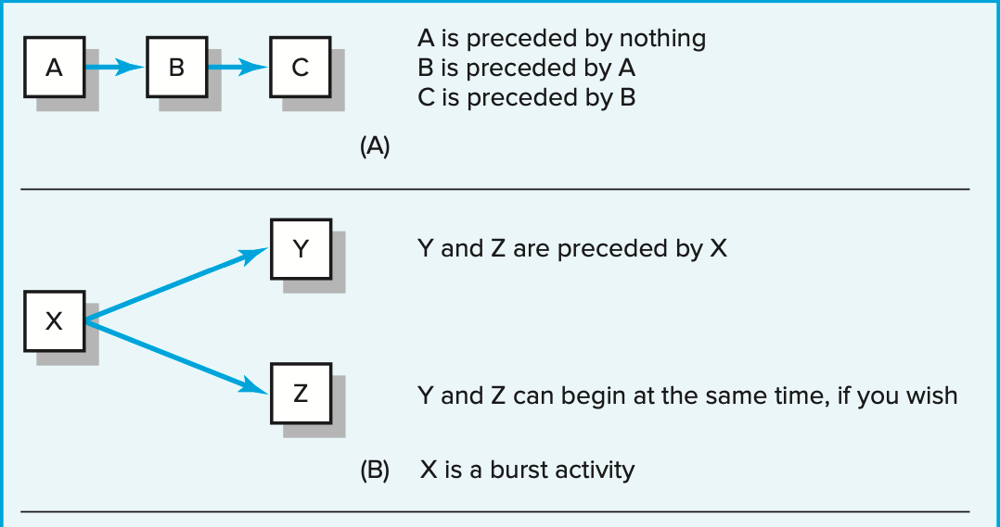 A
B
C
A is preceded by nothing
B is preceded by A
C is preceded by B
(A)
Y
Y and Z are preceded by X
X
Z
Y and Z can begin at the same time, if you wish
(B) X is a burst activity